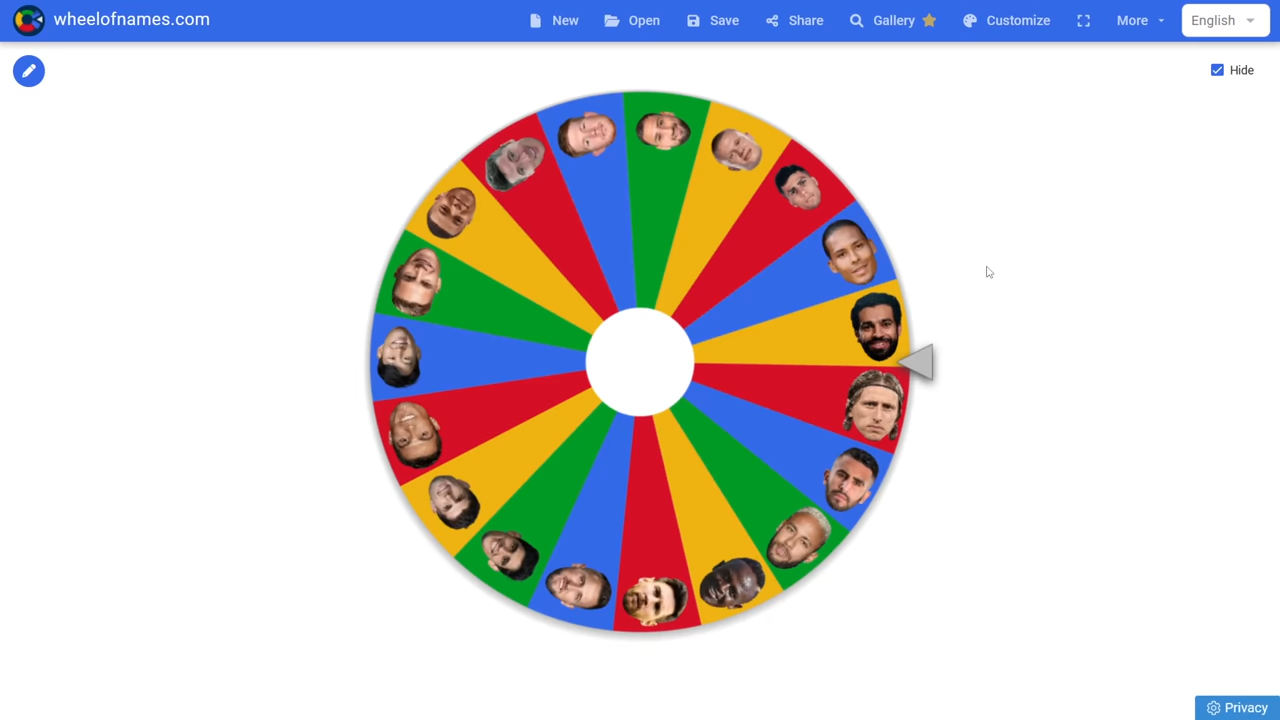 wheelofnames.com
New
Open
Save
Share
Gallery
Customize
More
English
Hide
Privacy